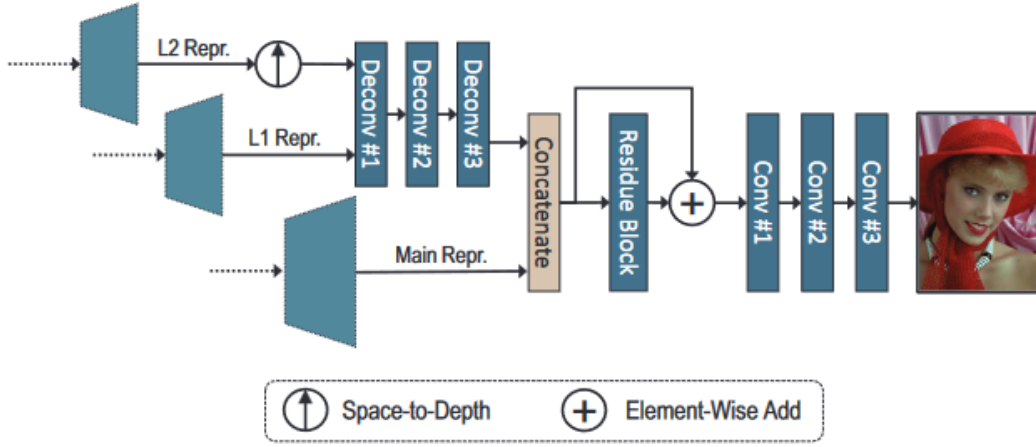 L2 Repr.
L1 Repr.
Main Repr.
Deconv #1
Deconv #2
Deconv #3
Concatenate
Residue Block
+
Conv #1
Conv #2
Conv #3
Space-to-Depth
+ Element-Wise Add